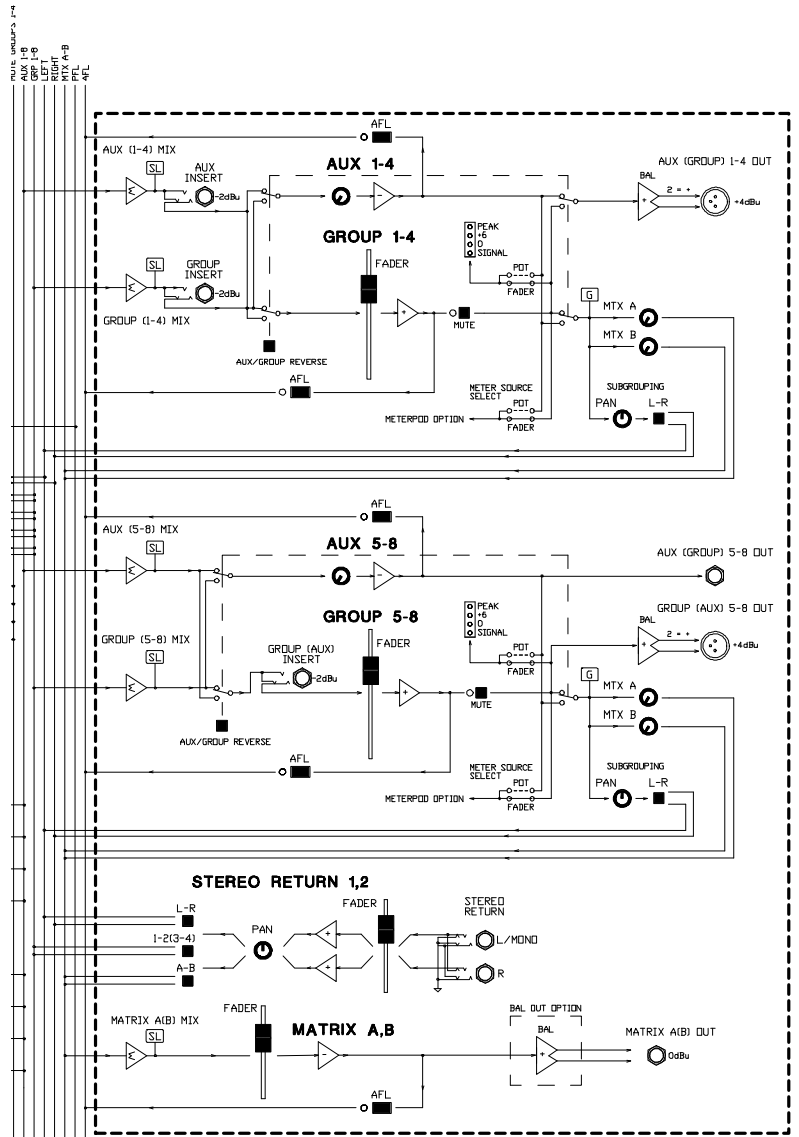 MUTE GROUPS 1-4
AUX 1-8
GRP 1-8
LEFT
RIGHT
MTX A-B
PFL
AFL
AFL
AUX (1-4) MIX
SL
AUX
INSERT
-2dBu
AUX 1-4
AUX (GROUP) 1-4 OUT
BAL
2 = +
+4dBu
Σ
−
+
GROUP 1-4
PEAK
+6
0
SIGNAL
SL
GROUP
INSERT
-2dBu
FADER
POT
FADER
Σ
GROUP (1-4) MIX
+
MUTE
G
MTX A
MTX B
AUX/GROUP REVERSE
AFL
METER SOURCE
SELECT
POT
FADER
METERPOD OPTION
SUBGROUPING
PAN
L-R
AFL
AUX (5-8) MIX
SL
AUX 5-8
AUX (GROUP) 5-8 OUT
Σ
−
GROUP 5-8
PEAK
+6
0
SIGNAL
GROUP (AUX) 5-8 OUT
BAL
2 = +
+4dBu
+
GROUP (5-8) MIX
SL
GROUP (AUX)
INSERT
-2dBu
FADER
POT
FADER
Σ
+
MUTE
G
MTX A
MTX B
AUX/GROUP REVERSE
AFL
METER SOURCE
SELECT
POT
FADER
METERPOD OPTION
SUBGROUPING
PAN
L-R
STEREO RETURN 1,2
L-R
1-2(3-4)
A-B
PAN
+
+
FADER
STEREO
RETURN
L/MONO
R
MATRIX A(B) MIX
SL
FADER
MATRIX A,B
BAL OUT OPTION
BAL
MATRIX A(B) OUT
0dBu
Σ
−
+
AFL